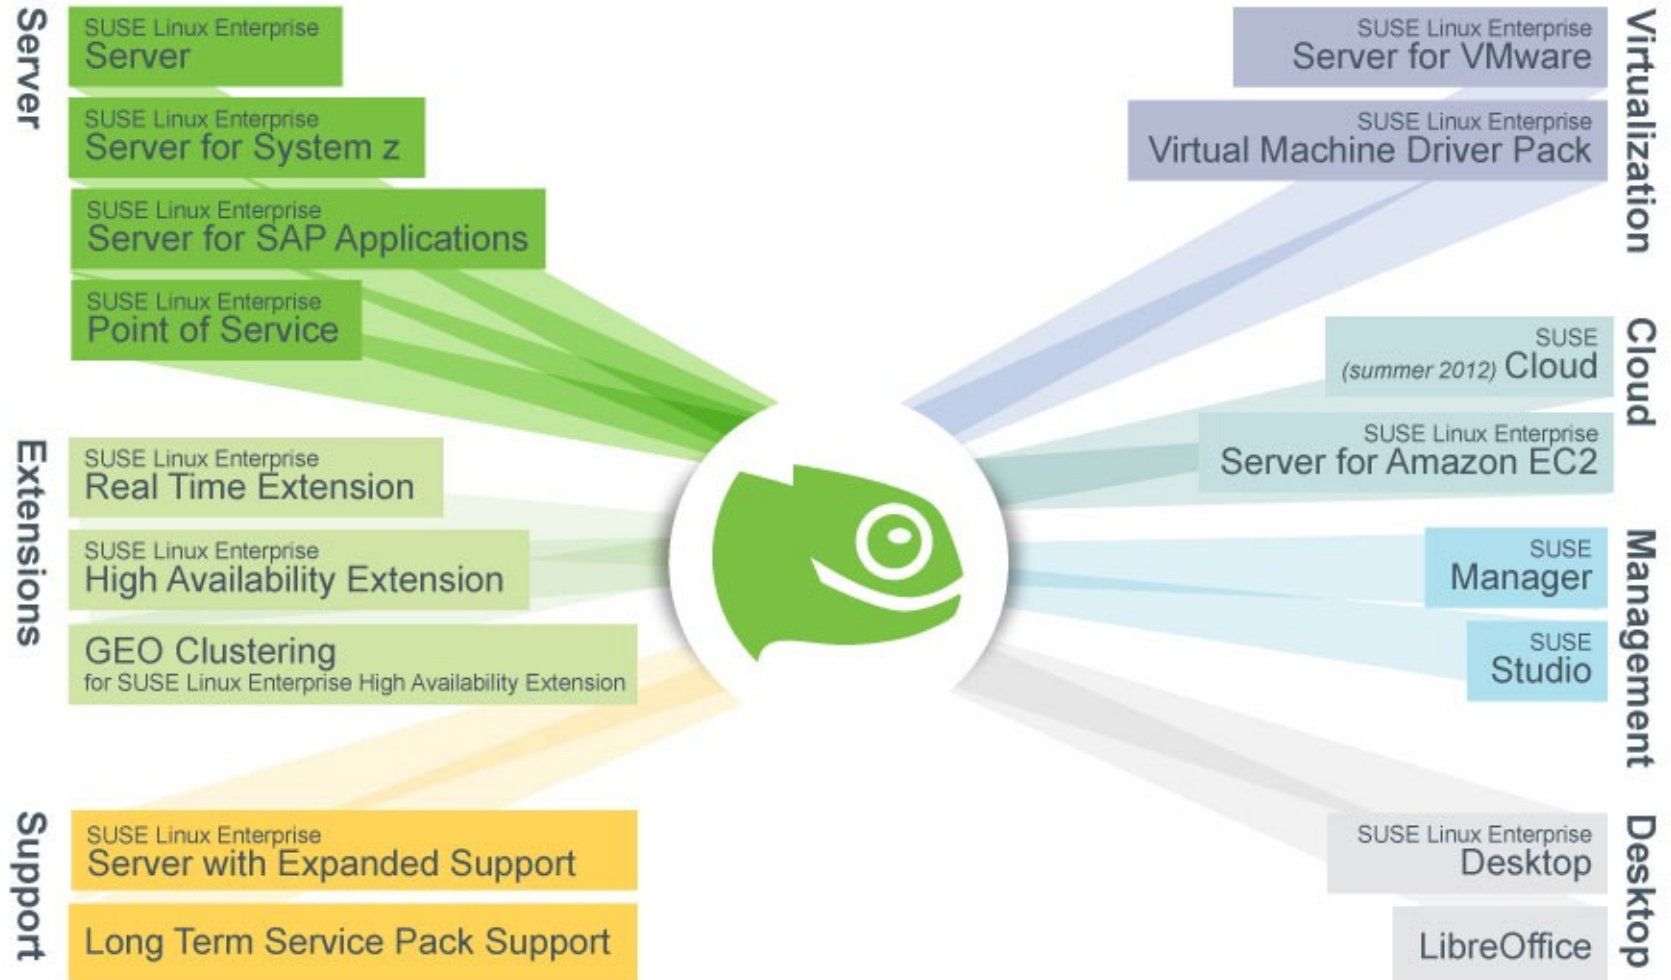 Server
SUSE Linux Enterprise
Server
SUSE Linux Enterprise
Server for System z
SUSE Linux Enterprise
Server for SAP Applications
SUSE Linux Enterprise
Point of Service
Extensions
SUSE Linux Enterprise
Real Time Extension
SUSE Linux Enterprise
High Availability Extension
GEO Clustering
for SUSE Linux Enterprise High Availability Extension
Support
SUSE Linux Enterprise
Server with Expanded Support
Long Term Service Pack Support
Virtualization
SUSE Linux Enterprise
Server for VMware
SUSE Linux Enterprise
Virtual Machine Driver Pack
Cloud
SUSE
(summer 2012) Cloud
SUSE Linux Enterprise
Server for Amazon EC2
Management
SUSE
Manager
SUSE
Studio
Desktop
SUSE Linux Enterprise
Desktop
LibreOffice